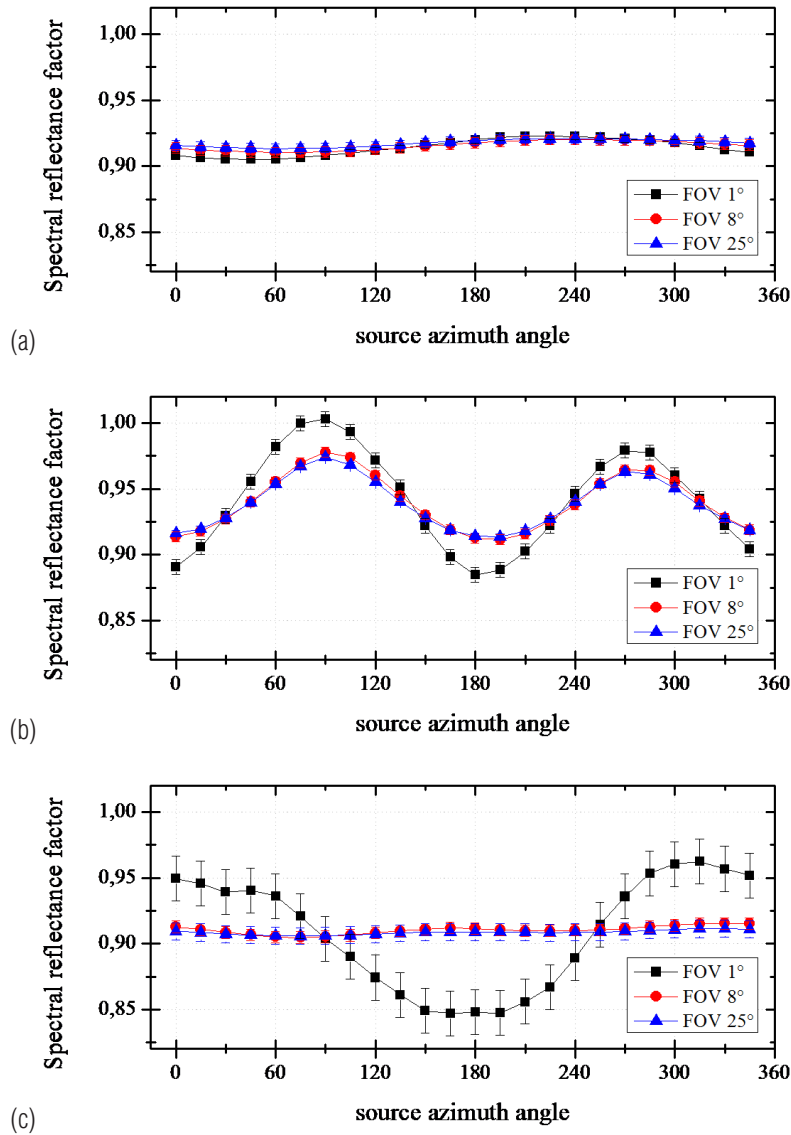 1,00
0,95
0,90
0,85
Spectral reflectance factor
FOV 1°
FOV 8°
FOV 25°
0 60 120 180 240 300 360
source azimuth angle
(a)
1,00
0,95
0,90
0,85
Spectral reflectance factor
FOV 1°
FOV 8°
FOV 25°
0 60 120 180 240 300 360
source azimuth angle
(b)
1,00
0,95
0,90
0,85
Spectral reflectance factor
FOV 1°
FOV 8°
FOV 25°
0 60 120 180 240 300 360
source azimuth angle
(c)